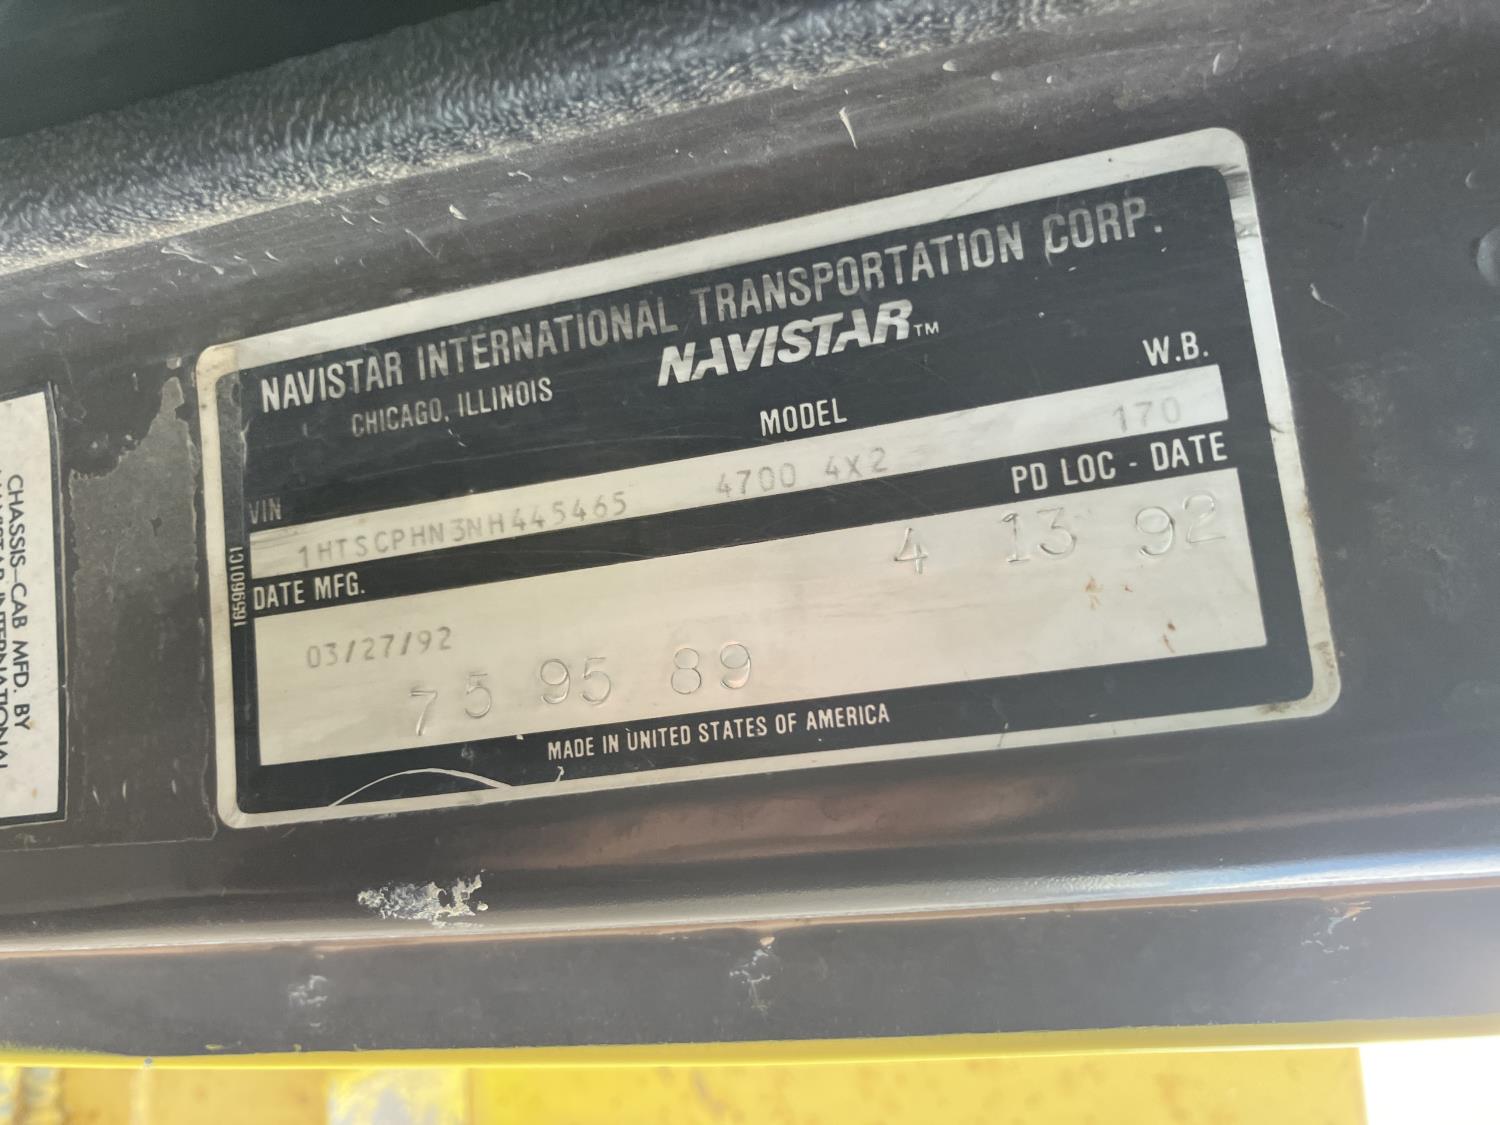 NAVISTAR INTERNATIONAL TRANSPORTATION CORP.
CHICAGO, ILLINOIS
NAVISTAR™
VIN MODEL W.B.
1HTSCPHN3NH445465 4700 4X2 170
DATE MFG. PD LOC - DATE
03/27/92 4 13 92
75 95 89
MADE IN UNITED STATES OF AMERICA
1659601C1
CHASSIS–CAB MFD. BY
NAVISTAR INTERNATIONAL